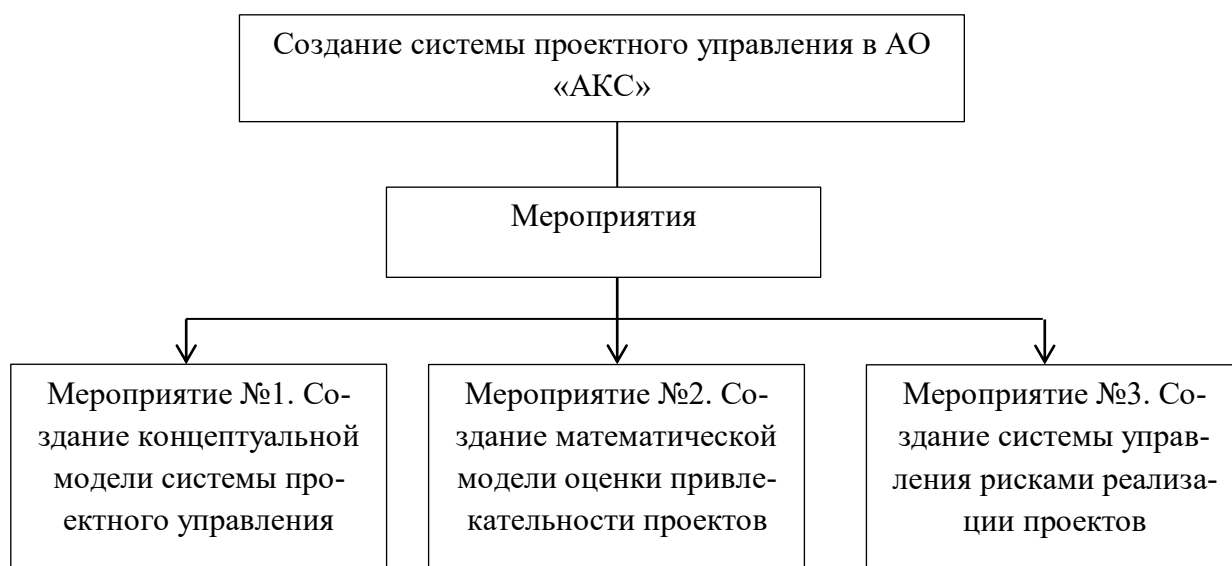 Создание системы проектного управления в АО
«АКС»
Мероприятия
Мероприятие №1. Со-
здание концептуальной
модели системы про-
ектного управления
Мероприятие №2. Со-
здание математической
модели оценки привле-
кательности проектов
Мероприятие №3. Со-
здание системы управ-
ления рисками реализа-
ции проектов